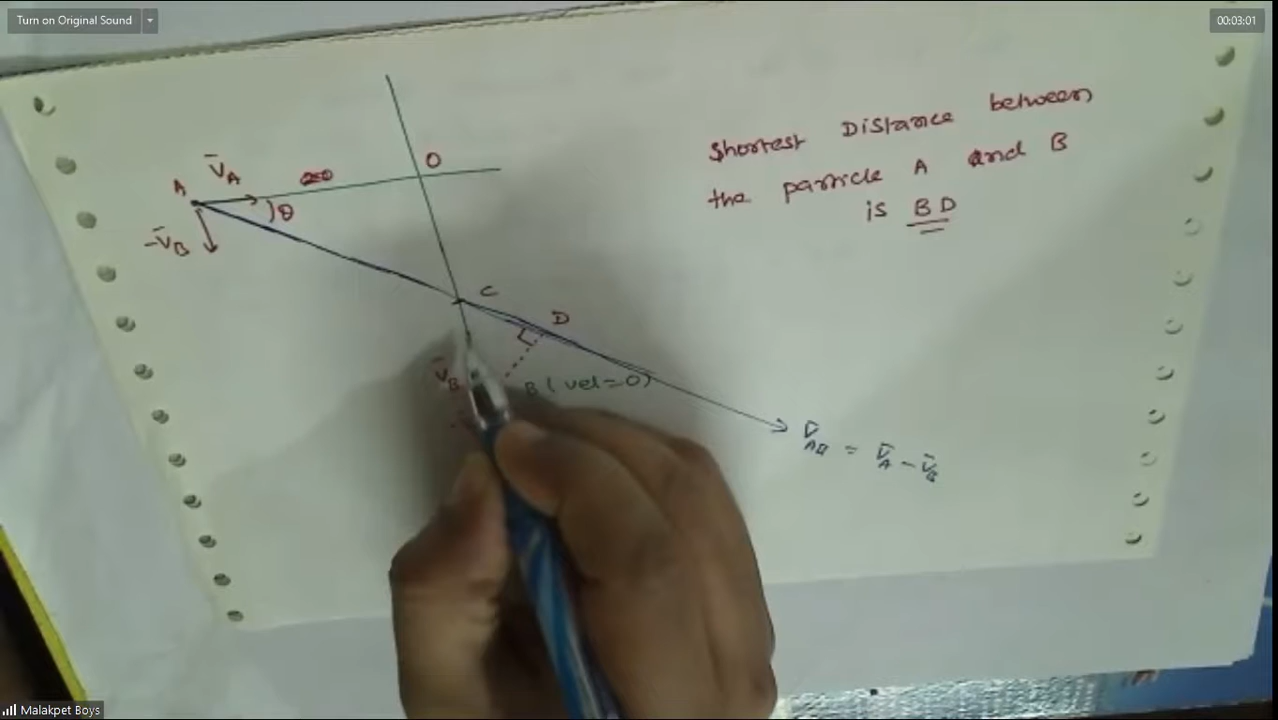 Turn on Original Sound
00:03:01
Shortest Distance between
the particle A and B
is BD
O
A
V̄A
20
θ
-V̄B
C
D
V̄B
B (vel=0)
V̄AB = V̄A - V̄B
Malakpet Boys